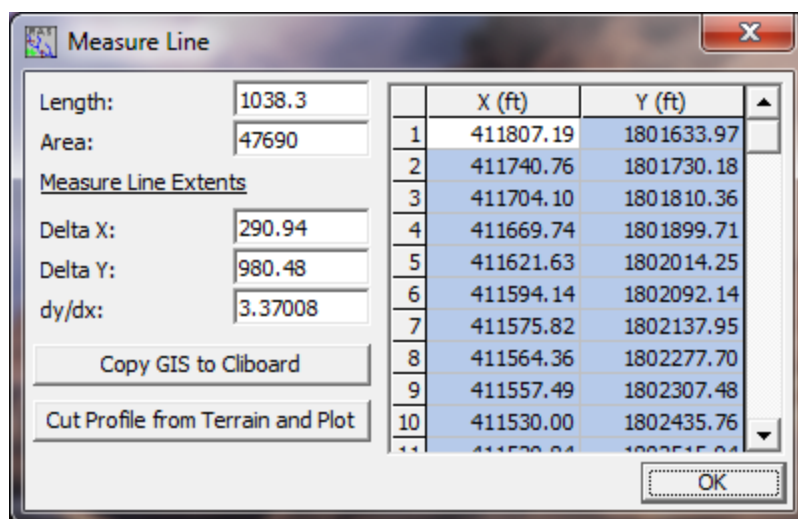 Measure Line
Length: 1038.3
Area: 47690
Measure Line Extents
Delta X: 290.94
Delta Y: 980.48
dy/dx: 3.37008
Copy GIS to Cliboard
Cut Profile from Terrain and Plot
X (ft) Y (ft)
1 411807.19 1801633.97
2 411740.76 1801730.18
3 411704.10 1801810.36
4 411669.74 1801899.71
5 411621.63 1802014.25
6 411594.14 1802092.14
7 411575.82 1802137.95
8 411564.36 1802277.70
9 411557.49 1802307.48
10 411530.00 1802435.76
OK